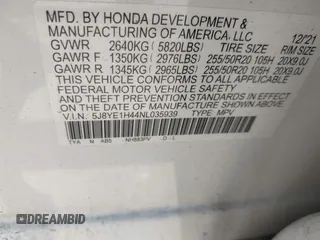 MFD. BY HONDA DEVELOPMENT &
MANUFACTURING OF AMERICA, LLC 12/21
GVWR 2640KG (5820LBS) TIRE SIZE RIM SIZE
GAWR F 1350KG (2976LBS) 255/50R20 105H 20X9.0J
GAWR R 1345KG (2965LBS) 255/50R20 105H 20X9.0J
THIS VEHICLE CONFORMS TO ALL APPLICABLE
FEDERAL MOTOR VEHICLE SAFETY AND
THEFT PREVENTION STANDARDS IN EFFECT ON
THE DATE OF MANUFACTURE SHOWN ABOVE.
V.I.N.: 5J8YE1H44NL035939 TYPE: MPV
TYA N AB5 NH883PV
DREAMBID